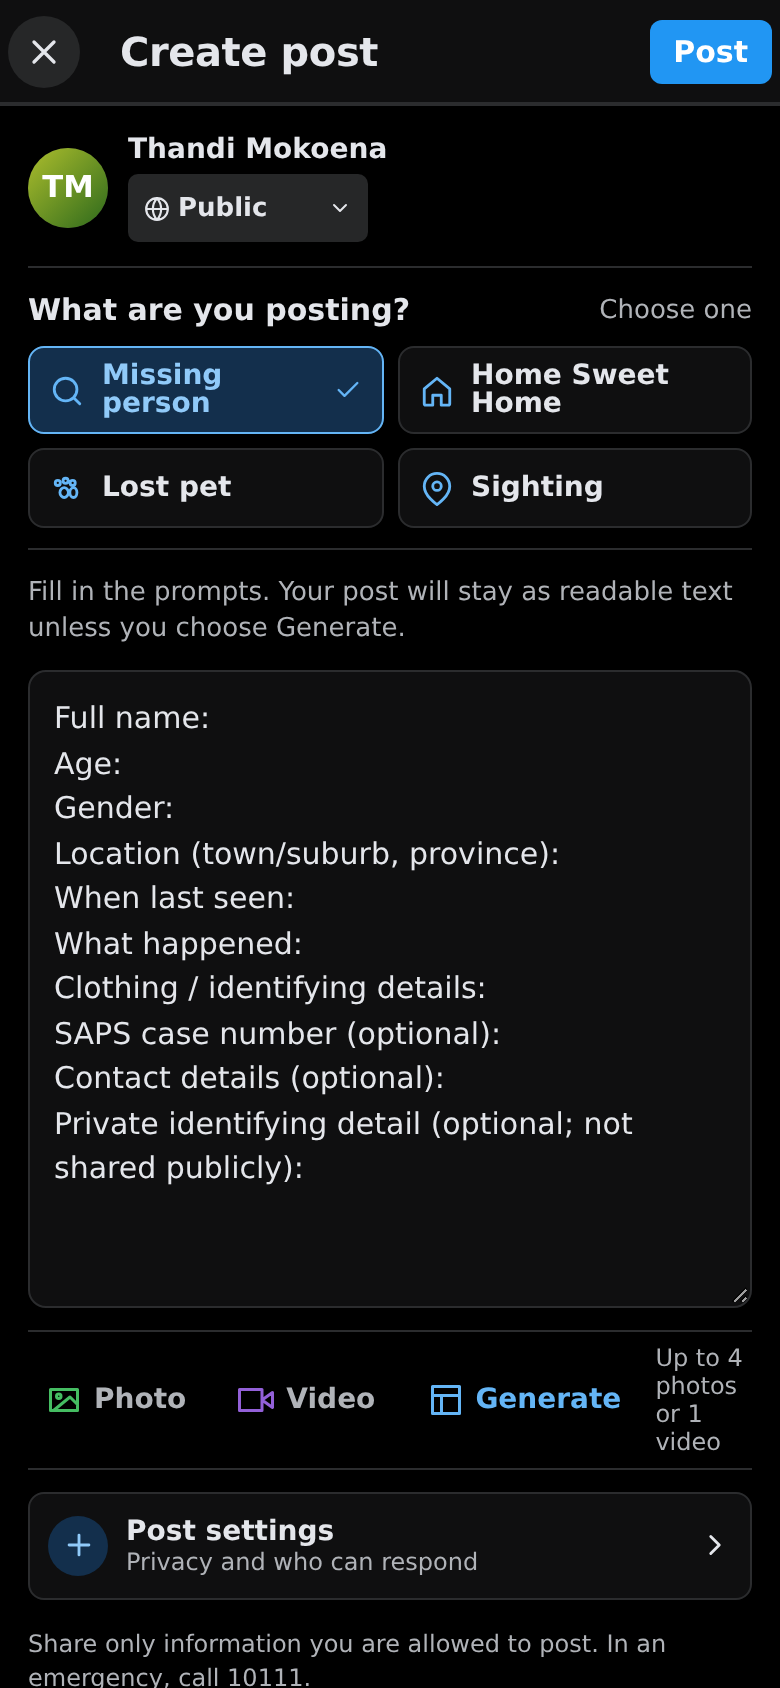 Create post
Post
TM
Thandi Mokoena
Public
What are you posting?
Choose one
Missing
person
Home Sweet
Home
Lost pet
Sighting
Fill in the prompts. Your post will stay as readable text
unless you choose Generate.
Full name:
Age:
Gender:
Location (town/suburb, province):
When last seen:
What happened:
Clothing / identifying details:
SAPS case number (optional):
Contact details (optional):
Private identifying detail (optional; not
shared publicly):
Photo
Video
Generate
Up to 4
photos
or 1
video
Post settings
Privacy and who can respond
Share only information you are allowed to post. In an
emergency, call 10111.